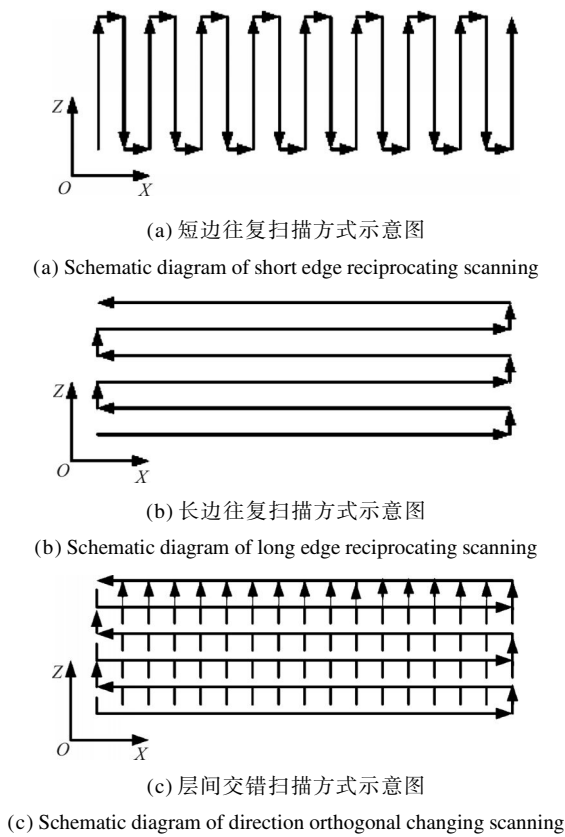 Z
O
X
(a) 短边往复扫描方式示意图
(a) Schematic diagram of short edge reciprocating scanning
Z
O
X
(b) 长边往复扫描方式示意图
(b) Schematic diagram of long edge reciprocating scanning
Z
O
X
(c) 层间交错扫描方式示意图
(c) Schematic diagram of direction orthogonal changing scanning